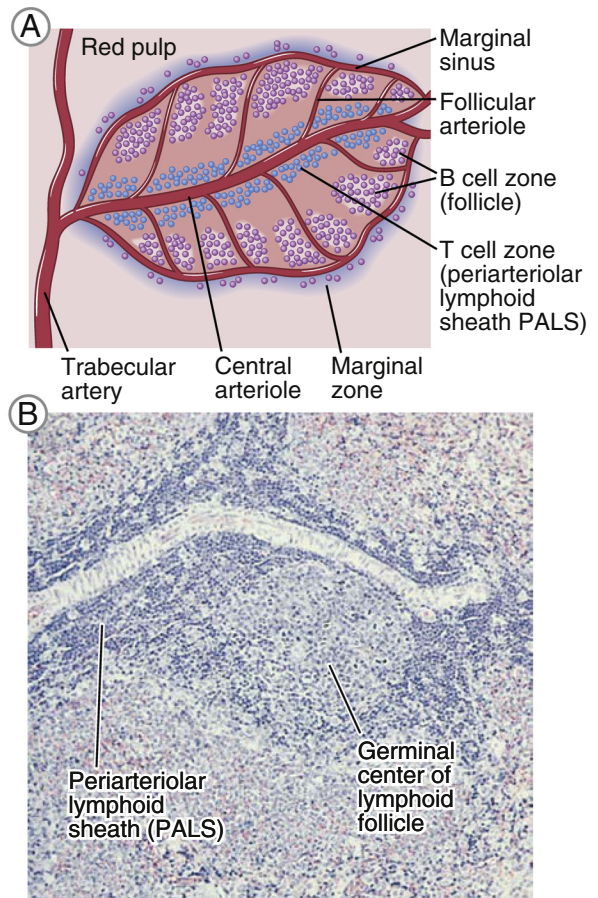 A
Red pulp
Marginal
sinus
Follicular
arteriole
B cell zone
(follicle)
T cell zone
(periarteriolar
lymphoid
sheath PALS)
Trabecular
artery
Central
arteriole
Marginal
zone
B
Periarteriolar
lymphoid
sheath (PALS)
Germinal
center of
lymphoid
follicle